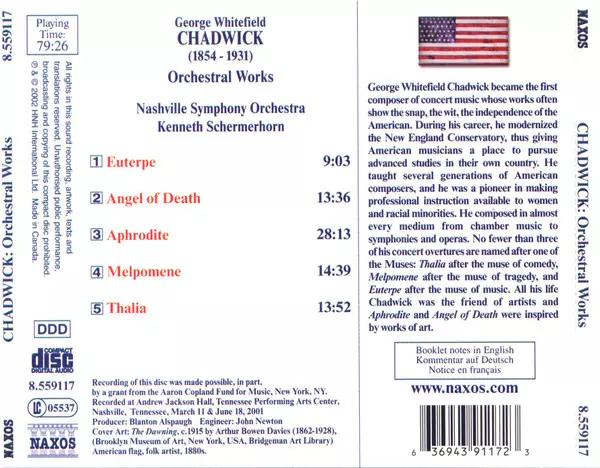 8.559117
CHADWICK: Orchestral Works
NAXOS
Playing
Time:
79:26
All rights in this sound recording, artwork, texts and
translations reserved. Unauthorised public performance,
broadcasting and copying of this compact disc prohibited.
℗ & © 2002 HNH International Ltd. Made in Canada.
DDD
COMPACT
disc
DIGITAL AUDIO
8.559117
LC 05537
NAXOS
George Whitefield
CHADWICK
(1854 - 1931)
Orchestral Works
Nashville Symphony Orchestra
Kenneth Schermerhorn
1 Euterpe 9:03
2 Angel of Death 13:36
3 Aphrodite 28:13
4 Melpomene 14:39
5 Thalia 13:52
Recording of this disc was made possible, in part,
by a grant from the Aaron Copland Fund for Music, New York, NY.
Recorded at Andrew Jackson Hall, Tennessee Performing Arts Center,
Nashville, Tennessee, March 11 & June 18, 2001
Producer: Blanton Alspaugh Engineer: John Newton
Cover Art: The Dawning, c.1915 by Arthur Bowen Davies (1862-1928),
(Brooklyn Museum of Art, New York, USA, Bridgeman Art Library)
American flag, folk artist, 1880s.
George Whitefield Chadwick became the first
composer of concert music whose works often
show the snap, the wit, the independence of the
American. During his career, he modernized
the New England Conservatory, thus giving
American musicians a place to pursue
advanced studies in their own country. He
taught several generations of American
composers, and he was a pioneer in making
professional instruction available to women
and racial minorities. He composed in almost
every medium from chamber music to
symphonies and operas. No fewer than three
of his concert overtures are named after one of
the Muses: Thalia after the muse of comedy,
Melpomene after the muse of tragedy, and
Euterpe after the muse of music. All his life
Chadwick was the friend of artists and
Aphrodite and Angel of Death were inspired
by works of art.
Booklet notes in English
Kommentar auf Deutsch
Notice en français
www.naxos.com
6 36943 91172 3
NAXOS
CHADWICK: Orchestral Works
8.559117